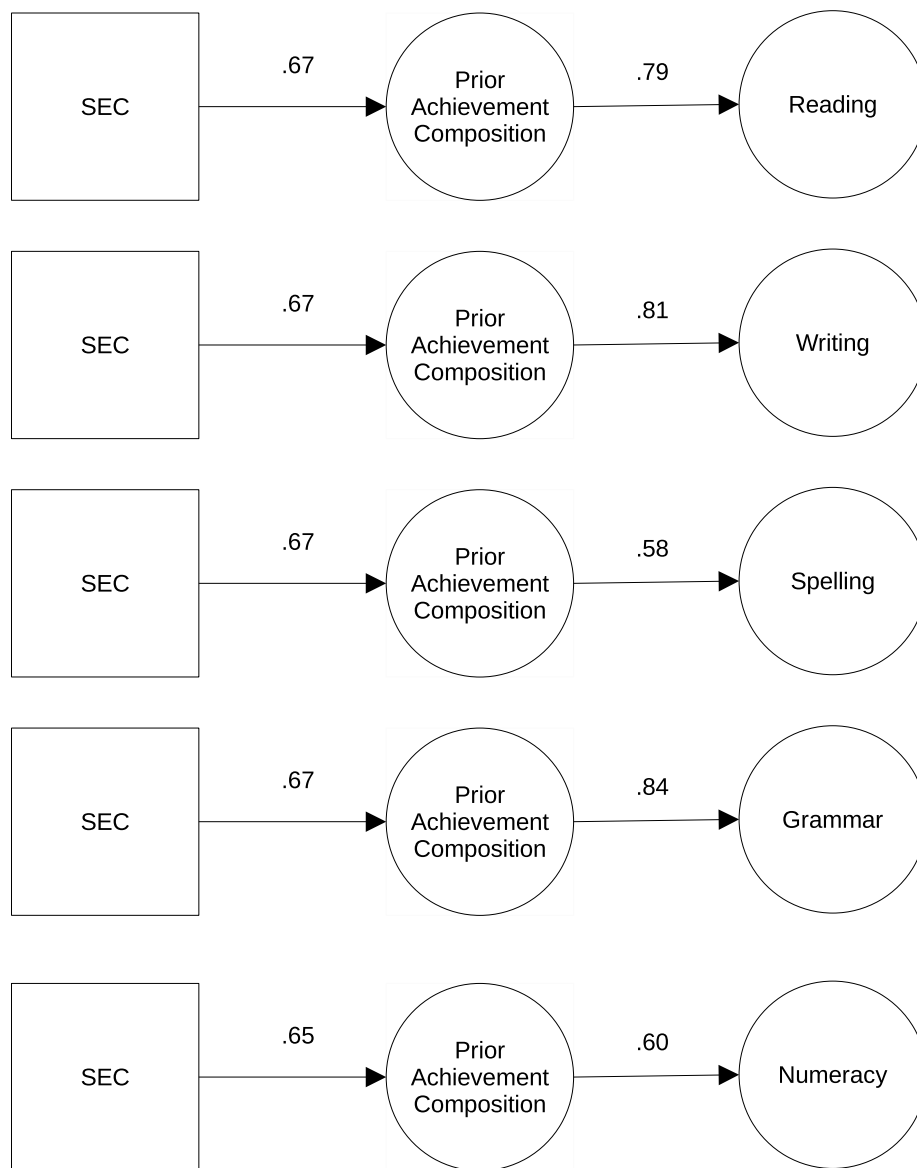 .67
.79
SEC
Prior
Achievement
Composition
Reading
.67
.81
SEC
Prior
Achievement
Composition
Writing
.67
.58
SEC
Prior
Achievement
Composition
Spelling
.67
.84
SEC
Prior
Achievement
Composition
Grammar
.65
.60
SEC
Prior
Achievement
Composition
Numeracy